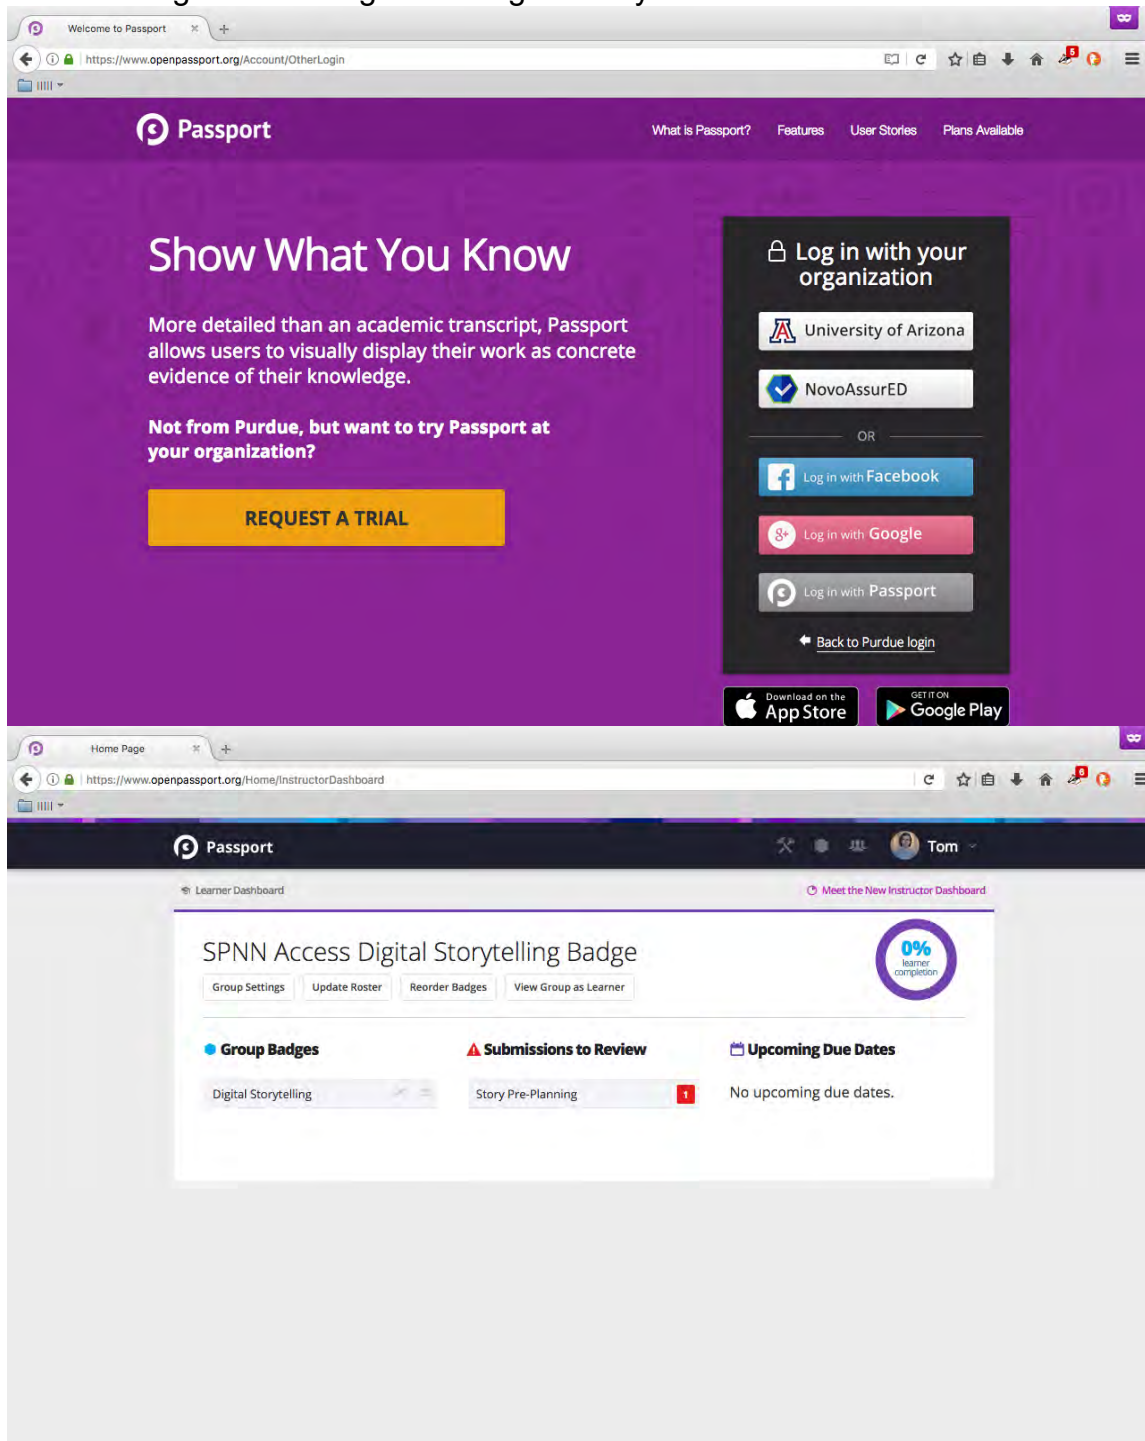 Welcome to Passport
https://www.openpassport.org/Account/OtherLogin
5
Passport
What is Passport?
Features
User Stories
Plans Available
Show What You Know
More detailed than an academic transcript, Passport
allows users to visually display their work as concrete
evidence of their knowledge.
Not from Purdue, but want to try Passport at
your organization?
REQUEST A TRIAL
Log in with your
organization
University of Arizona
NovoAssurED
OR
Log in with Facebook
Log in with Google
Log in with Passport
Back to Purdue login
Download on the
App Store
GET IT ON
Google Play
Home Page
https://www.openpassport.org/Home/InstructorDashboard
6
Passport
Tom
Learner Dashboard
Meet the New Instructor Dashboard
SPNN Access Digital Storytelling Badge
0%
learner
completion
Group Settings
Update Roster
Reorder Badges
View Group as Learner
Group Badges
Submissions to Review
Upcoming Due Dates
Digital Storytelling
Story Pre-Planning
1
No upcoming due dates.